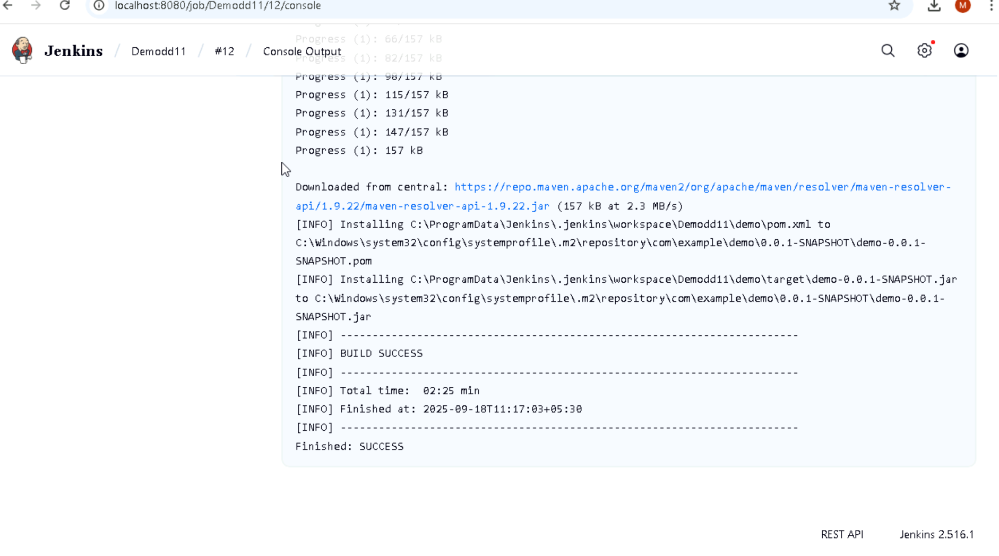 localhost:8080/job/Demodd11/12/console
M
Progress (1): 66/157 kB
Jenkins / Demodd11 / #12 / Console Output
Progress (1): 82/157 kB
Progress (1): 98/157 kB
Progress (1): 115/157 kB
Progress (1): 131/157 kB
Progress (1): 147/157 kB
Progress (1): 157 kB
Downloaded from central: https://repo.maven.apache.org/maven2/org/apache/maven/resolver/maven-resolver-
api/1.9.22/maven-resolver-api-1.9.22.jar (157 kB at 2.3 MB/s)
[INFO] Installing C:\ProgramData\Jenkins\.jenkins\workspace\Demodd11\demo\pom.xml to
C:\Windows\system32\config\systemprofile\.m2\repository\com\example\demo\0.0.1-SNAPSHOT\demo-0.0.1-
SNAPSHOT.pom
[INFO] Installing C:\ProgramData\Jenkins\.jenkins\workspace\Demodd11\demo\target\demo-0.0.1-SNAPSHOT.jar
to C:\Windows\system32\config\systemprofile\.m2\repository\com\example\demo\0.0.1-SNAPSHOT\demo-0.0.1-
SNAPSHOT.jar
[INFO] ------------------------------------------------------------------------
[INFO] BUILD SUCCESS
[INFO] ------------------------------------------------------------------------
[INFO] Total time:  02:25 min
[INFO] Finished at: 2025-09-18T11:17:03+05:30
[INFO] ------------------------------------------------------------------------
Finished: SUCCESS
REST API
Jenkins 2.516.1